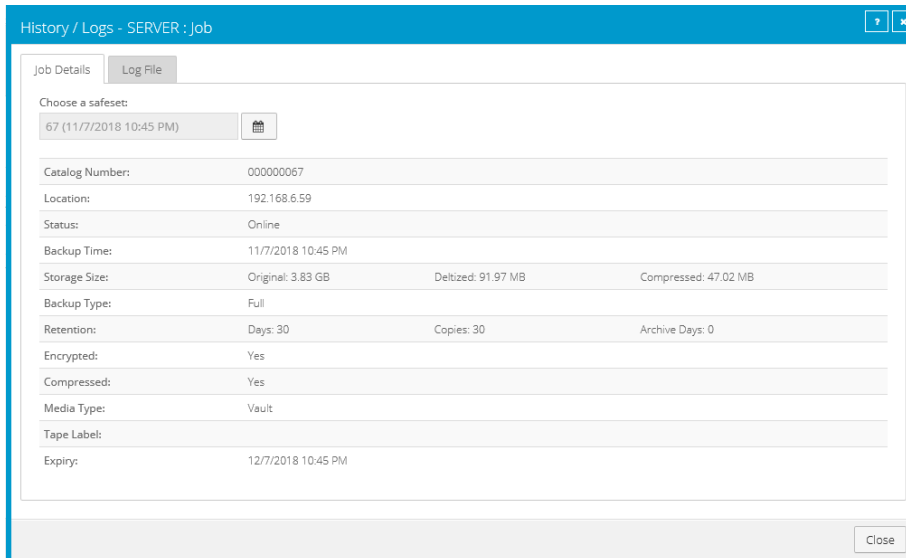 History / Logs - SERVER : Job
?
×
Job Details Log File
Choose a safeset:
67 (11/7/2018 10:45 PM)
Catalog Number: 000000067
Location: 192.168.6.59
Status: Online
Backup Time: 11/7/2018 10:45 PM
Storage Size: Original: 3.83 GB Deltized: 91.97 MB Compressed: 47.02 MB
Backup Type: Full
Retention: Days: 30 Copies: 30 Archive Days: 0
Encrypted: Yes
Compressed: Yes
Media Type: Vault
Tape Label:
Expiry: 12/7/2018 10:45 PM
Close